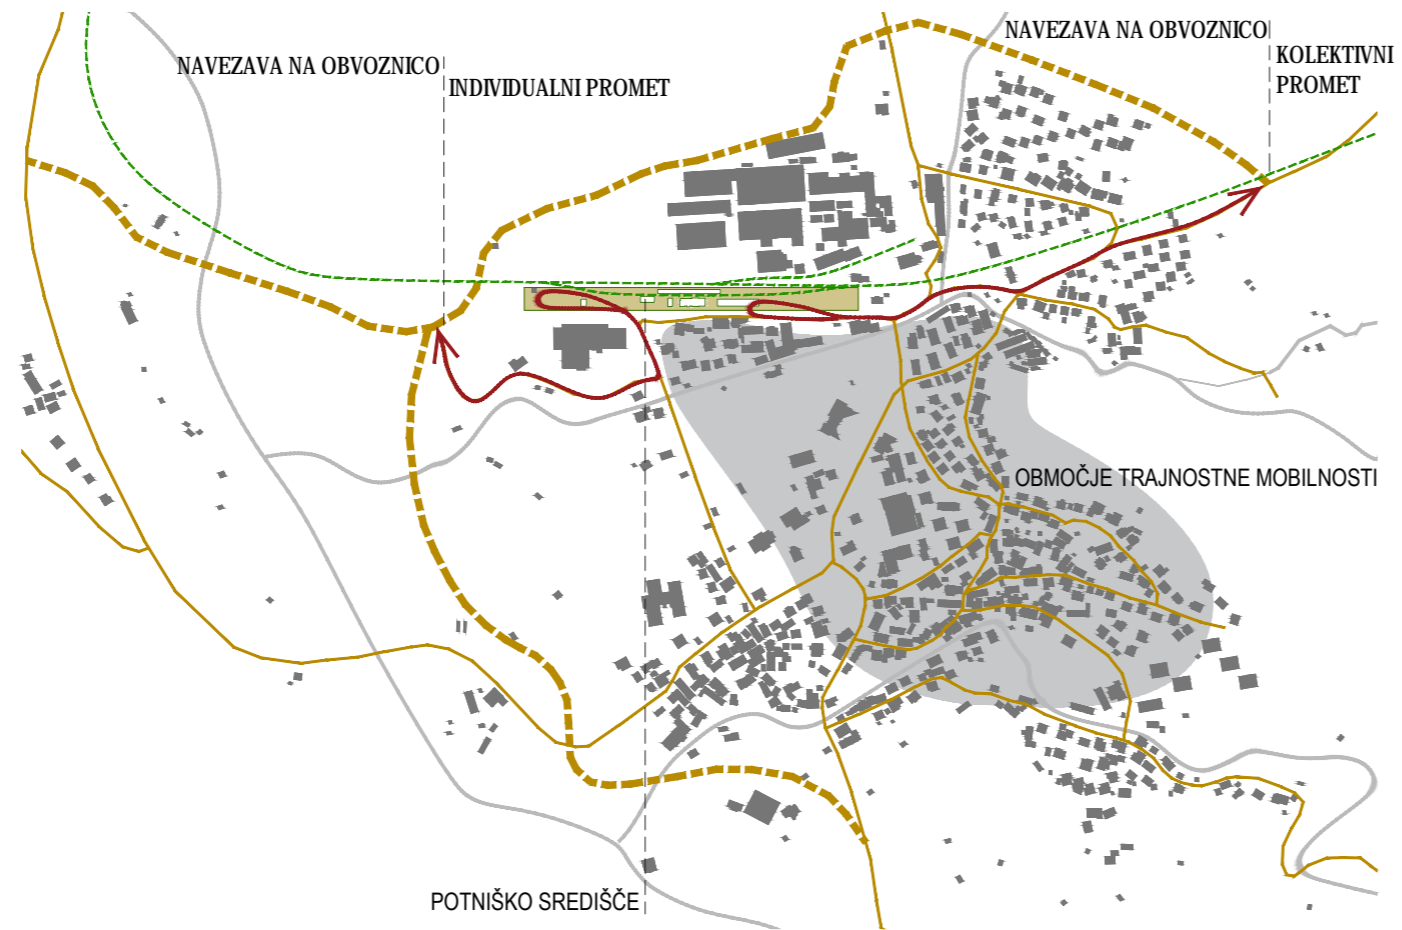 NAVEZAVA NA OBVOZNICO
KOLEKTIVNI
PROMET
NAVEZAVA NA OBVOZNICO
INDIVIDUALNI PROMET
OBMOČJE TRAJNOSTNE MOBILNOSTI
POTNIŠKO SREDIŠČE